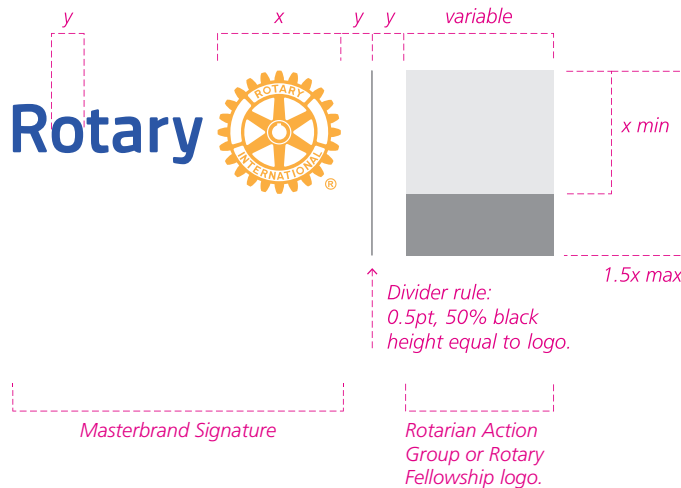 y
x
y
y
variable
Rotary
ROTARY
INTERNATIONAL
®
x min
1.5x max
Divider rule:
0.5pt, 50% black
height equal to logo.
Masterbrand Signature
Rotarian Action
Group or Rotary
Fellowship logo.